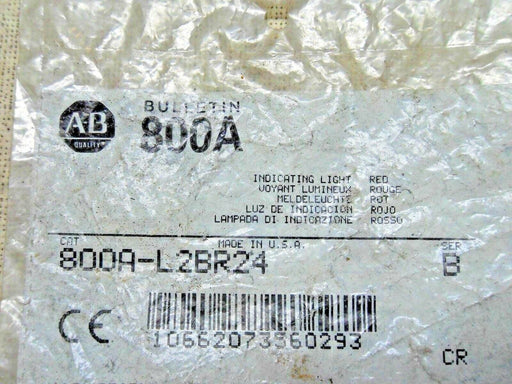 AB
QUALITY
BULLETIN
800A
INDICATING LIGHT RED
VOYANT LUMINEUX ROUGE
MELDELEUCHTE ROT
LUZ DE INDICACION ROJO
LAMPADA DI INDICAZIONE ROSSO
CAT MADE IN U.S.A. SER
800A-L2BR24 B
CE
10662073360293
CR